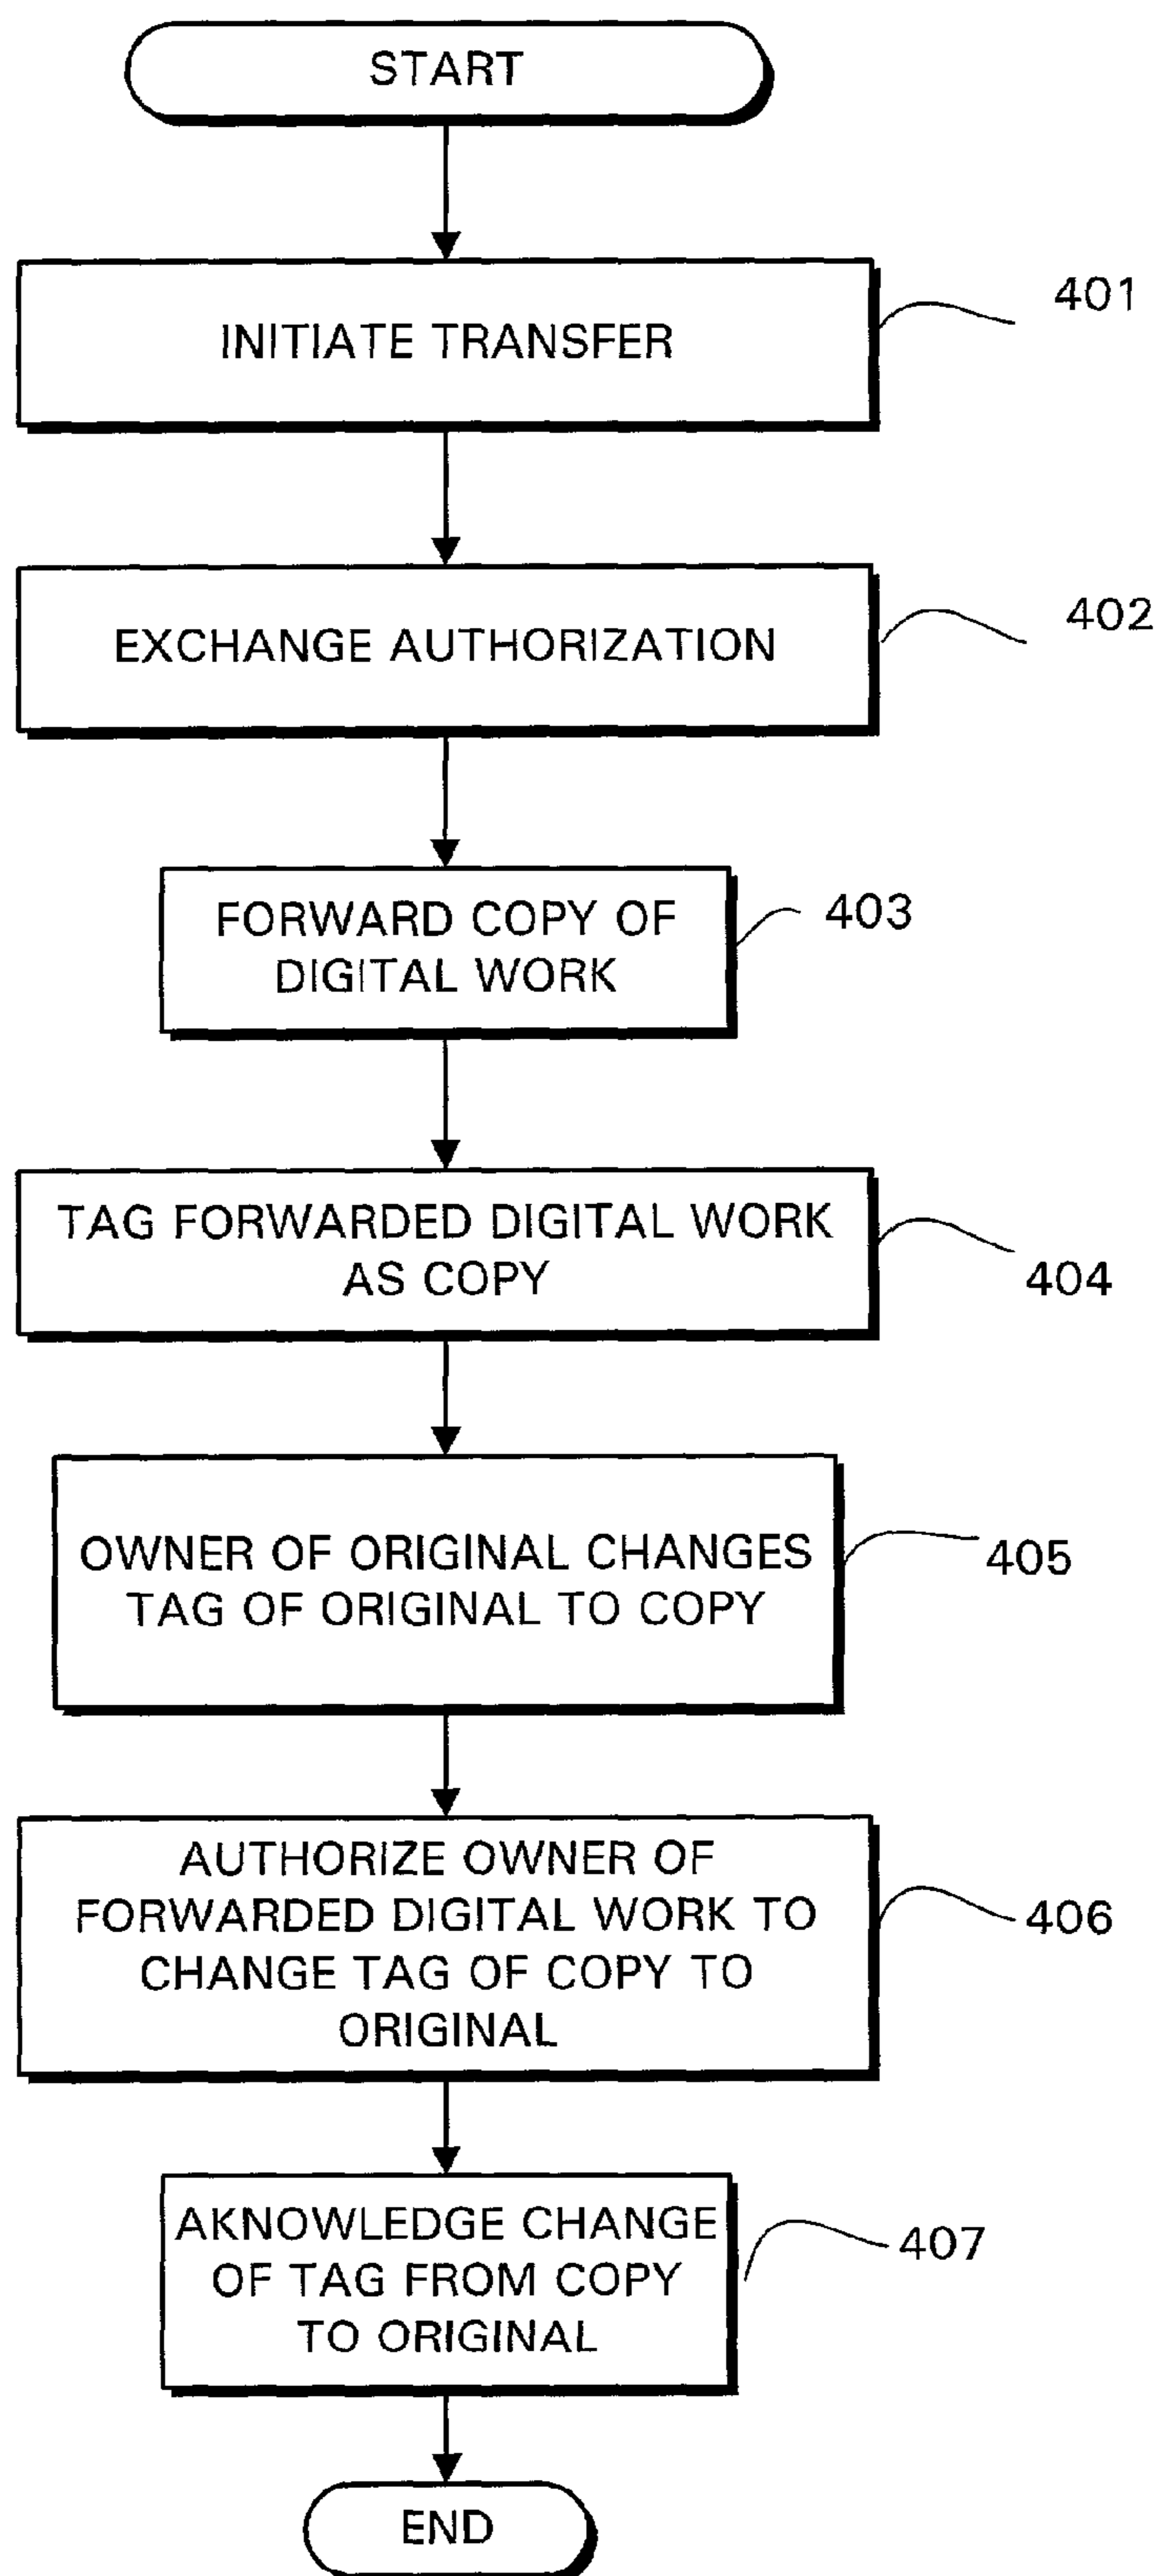 START
INITIATE TRANSFER
401
EXCHANGE AUTHORIZATION
402
FORWARD COPY OF
DIGITAL WORK
403
TAG FORWARDED DIGITAL WORK
AS COPY
404
OWNER OF ORIGINAL CHANGES
TAG OF ORIGINAL TO COPY
405
AUTHORIZE OWNER OF
FORWARDED DIGITAL WORK TO
CHANGE TAG OF COPY TO
ORIGINAL
406
AKNOWLEDGE CHANGE
OF TAG FROM COPY
TO ORIGINAL
407
END